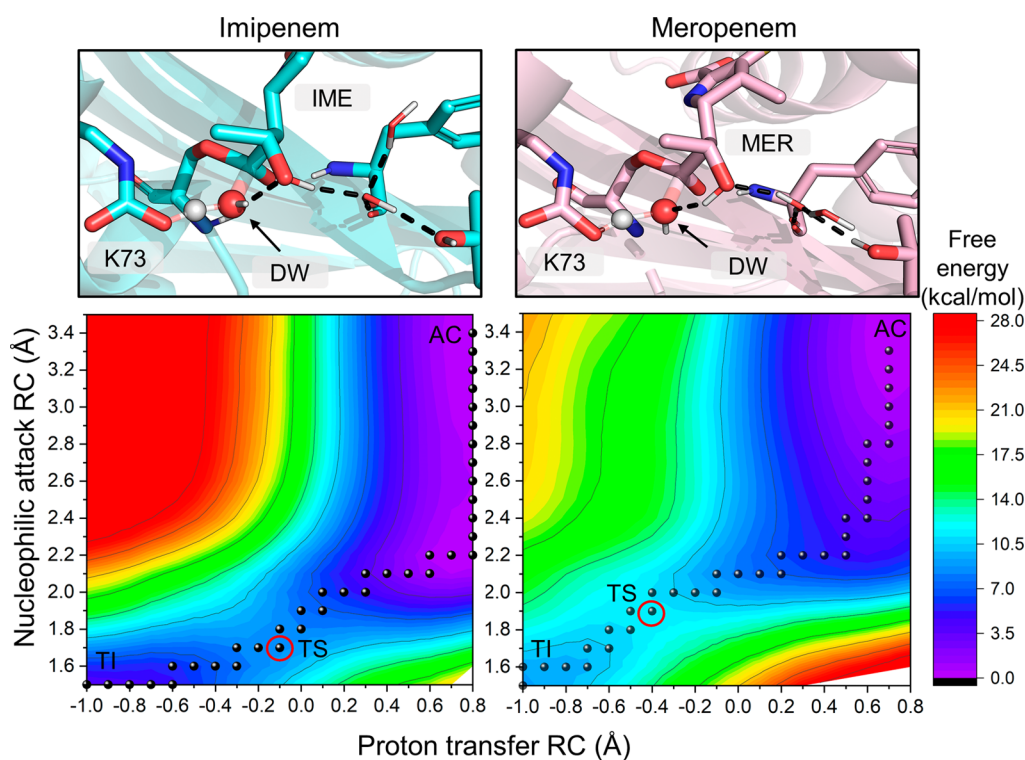 Imipenem
Meropenem
IME
K73
DW
MER
K73
DW
Free
energy
(kcal/mol)
Nucleophilic attack RC (Å)
3.4
3.2
3.0
2.8
2.6
2.4
2.2
2.0
1.8
1.6
AC
TS
TI
-1.0 -0.8 -0.6 -0.4 -0.2 0.0 0.2 0.4 0.6 0.8
3.4
3.2
3.0
2.8
2.6
2.4
2.2
2.0
1.8
1.6
AC
TS
TI
-1.0 -0.8 -0.6 -0.4 -0.2 0.0 0.2 0.4 0.6 0.8
28.0
24.5
21.0
17.5
14.0
10.5
7.0
3.5
0.0
Proton transfer RC (Å)